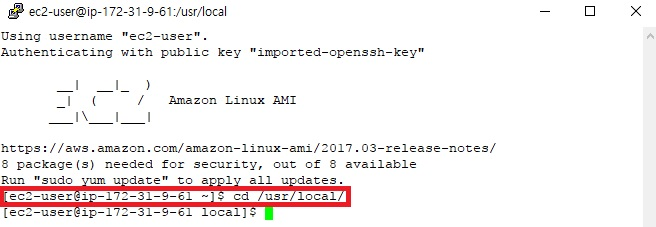 ec2-user@ip-172-31-9-61:/usr/local
Using username "ec2-user".
Authenticating with public key "imported-openssh-key"
__|  __|_  )
_|  (     /   Amazon Linux AMI
___|\___|___|
https://aws.amazon.com/amazon-linux-ami/2017.03-release-notes/
8 package(s) needed for security, out of 8 available
Run "sudo yum update" to apply all updates.
[ec2-user@ip-172-31-9-61 ~]$ cd /usr/local/
[ec2-user@ip-172-31-9-61 local]$